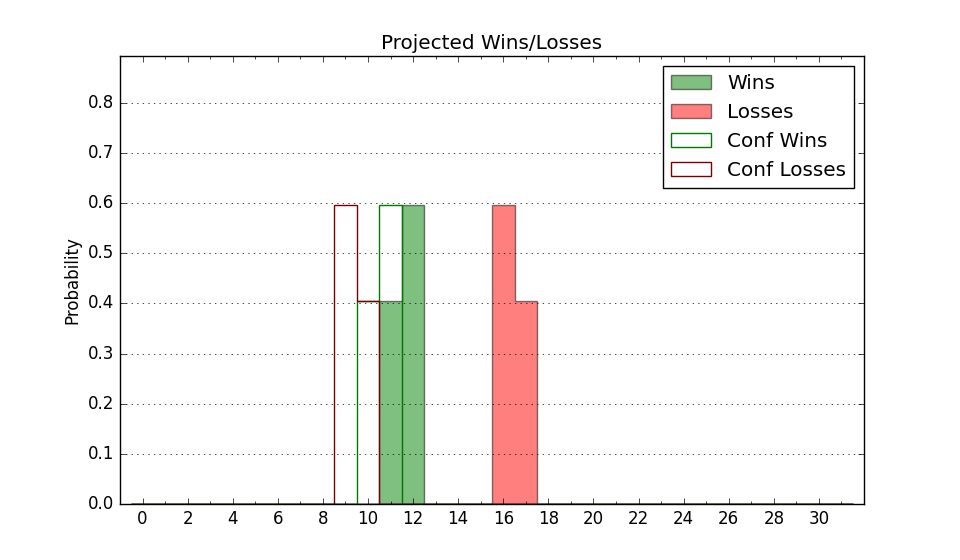 Projected Wins/Losses
Wins
Losses
Conf Wins
Conf Losses
Probability
0.8
0.7
0.6
0.5
0.4
0.3
0.2
0.1
0.0
0 2 4 6 8 10 12 14 16 18 20 22 24 26 28 30